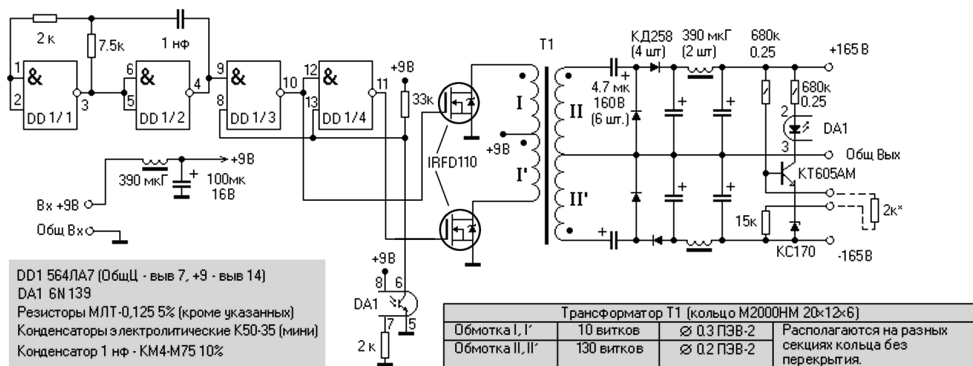 2 к
7.5к
1 нф
1
2
&
3
DD 1/ 1
6
5
&
4
DD 1/ 2
9
8
&
10
DD 1/ 3
12
13
&
11
DD 1/ 4
+9В
33к
IRFD110
+9В
T1
I
I'
II
II'
4.7 мк
160В
(6 шт.)
КД258
(4 шт)
390 мкГ
(2 шт)
680к
0.25
680к
0.25
+165 В
2
DA1
3
Общ Вых
КТ605АМ
15к
2к*
КС170
-165В
+9В
390 мкГ
100мк
16В
Вх +9В
Общ Вх
+9В
8
6
DA1
7
5
2 к
DD1 564ЛА7 (ОбщЦ - выв 7, +9 - выв 14)
DA1 6N 139
Резисторы МЛТ-0,125 5% (кроме указанных)
Конденсаторы электролитические К50-35 (мини)
Конденсатор 1 нф - КМ4-М75 10%
Трансформатор Т1 (кольцо М2000НМ 20×12×6)
Обмотка I, I' 10 витков ∅ 0.3 ПЭВ-2 Располагаются на разных
Обмотка II, II' 130 витков ∅ 0.2 ПЭВ-2 секциях кольца без
перекрытия.